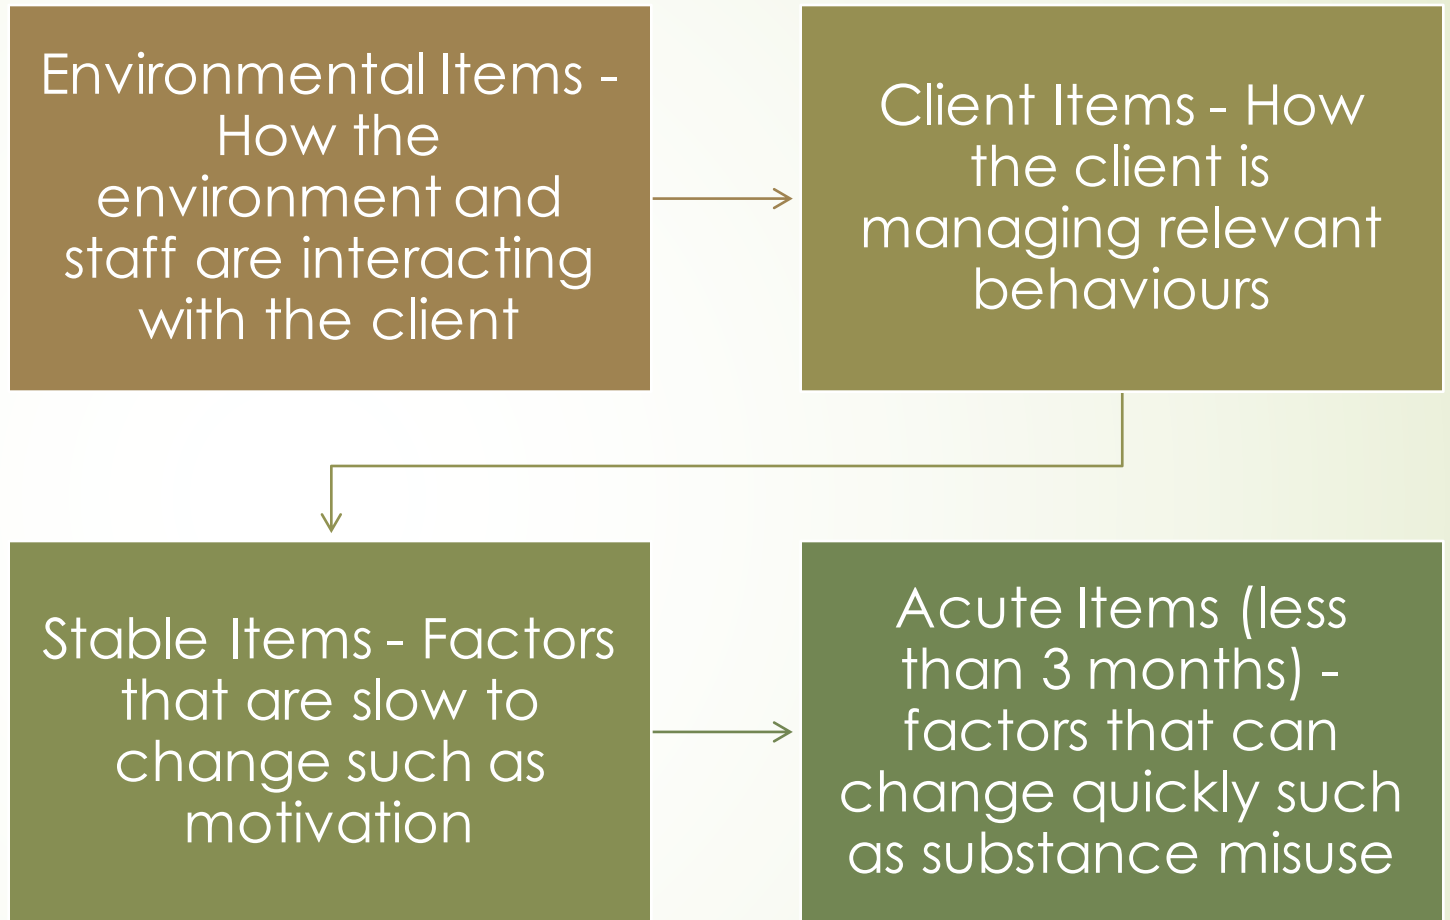 Environmental Items -
How the
environment and
staff are interacting
with the client
Client Items - How
the client is
managing relevant
behaviours
Stable Items - Factors
that are slow to
change such as
motivation
Acute Items (less
than 3 months) -
factors that can
change quickly such
as substance misuse